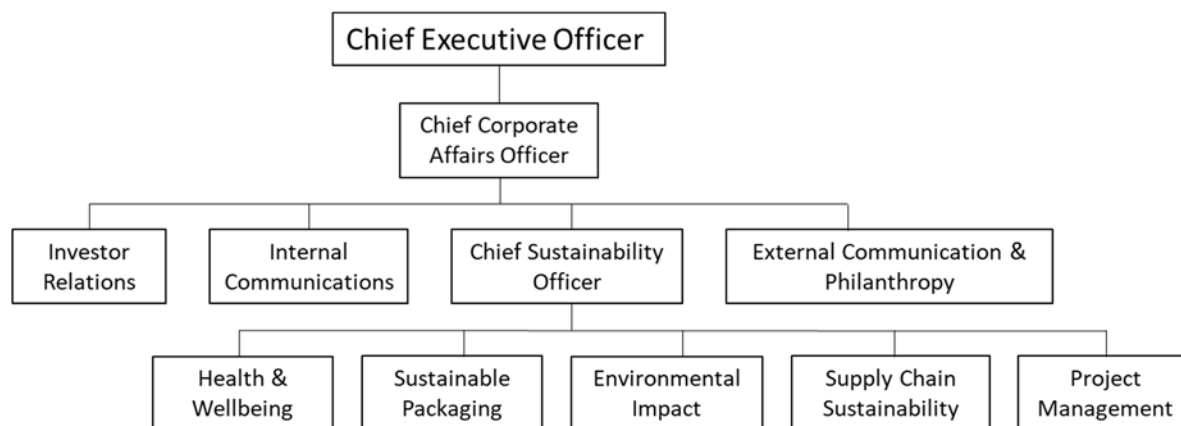 Chief Executive Officer
Chief Corporate
Affairs Officer
Investor
Relations
Internal
Communications
Chief Sustainability
Officer
External Communication &
Philanthropy
Health &
Wellbeing
Sustainable
Packaging
Environmental
Impact
Supply Chain
Sustainability
Project
Management